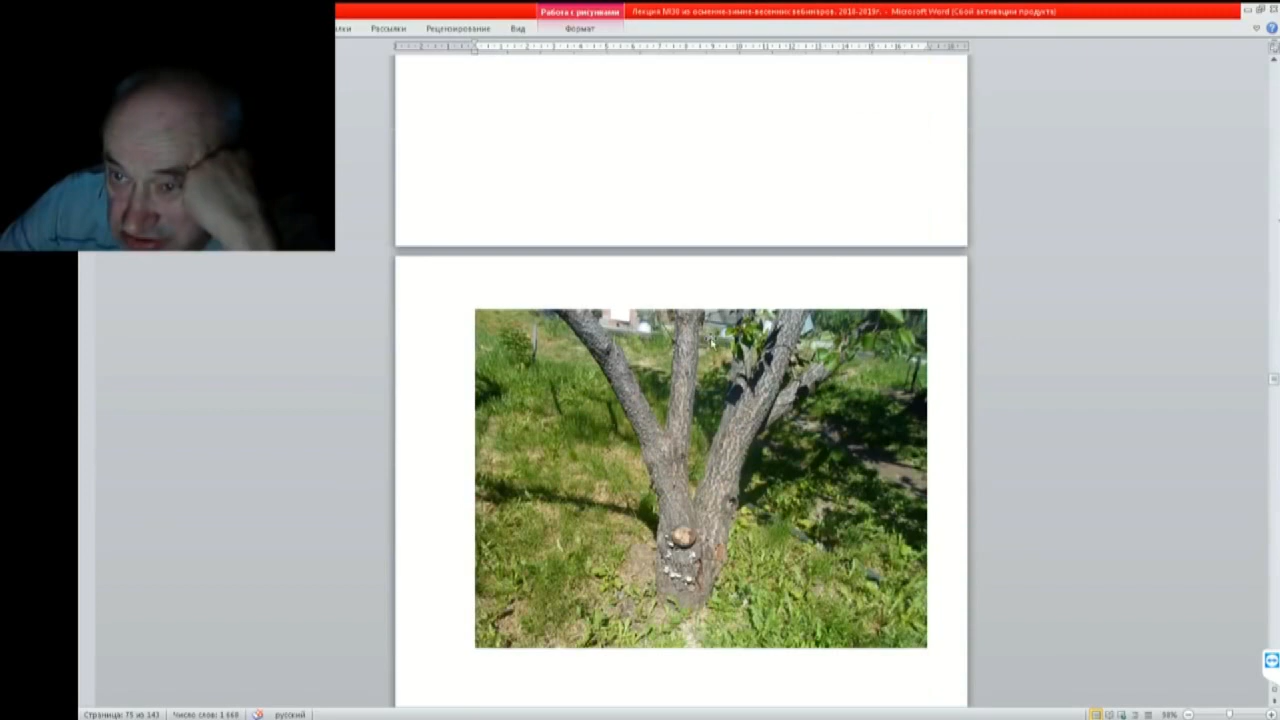 Работа с рисунками
Лекция №30 из осенне-зимне-весенних вебинаров. 2018-2019г. - Microsoft Word (Сбой активации продукта)
Рассылки Рецензирование Вид Формат
Страница: 75 из 143 Число слов: 1 668 русский 98%